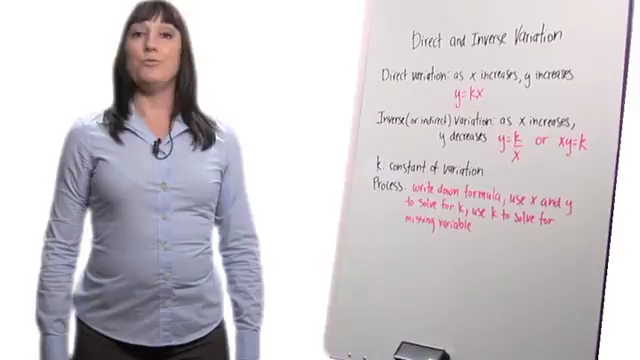 Direct and Inverse Variation
Direct variation: as x increases, y increases
y=kx
Inverse (or indirect) variation: as x increases,
y decreases y=k/x or xy=k
k: constant of variation
Process: write down formula, use x and y
to solve for k, use k to solve for
missing variable